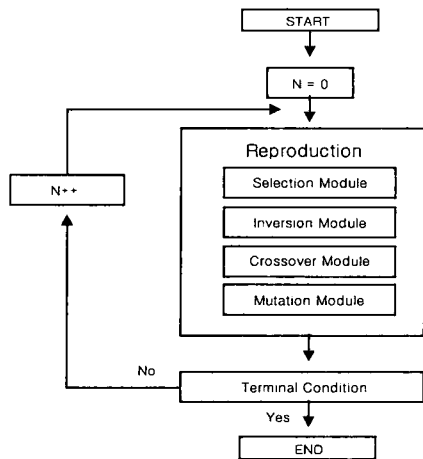 START
N = 0
Reproduction
Selection Module
N++
Inversion Module
Crossover Module
Mutation Module
No
Terminal Condition
Yes
END